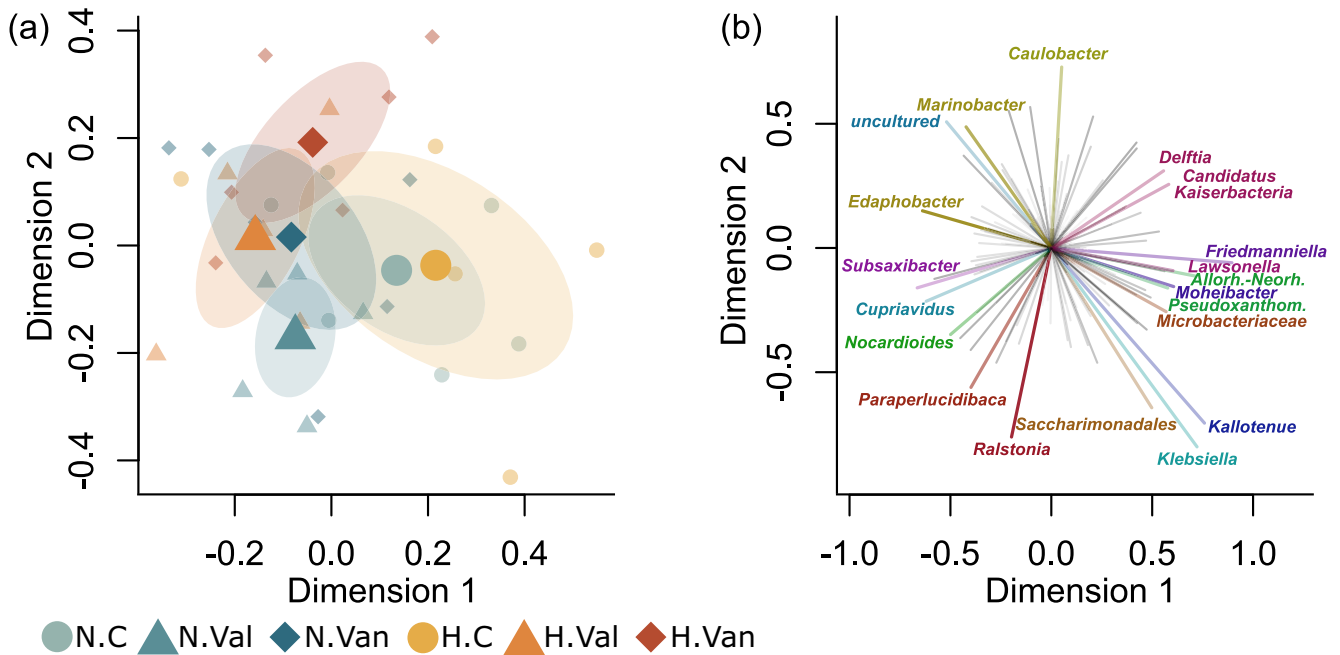 (a)
Dimension 2
0.4
0.2
0.0
-0.2
-0.4
-0.2
0.0
0.2
0.4
Dimension 1
N.C
N.Val
N.Van
H.C
H.Val
H.Van
(b)
Dimension 2
0.5
0.0
-0.5
-1.0
-0.5
0.0
0.5
1.0
Dimension 1
Caulobacter
Marinobacter
uncultured
Delftia
Candidatus
Kaiserbacteria
Edaphobacter
Friedmanniella
Subsaxibacter
Lawsonella
Allorh.-Neorh.
Moheibacter
Cupriavidus
Pseudoxanthom.
Microbacteriaceae
Nocardioides
Paraperlucidibaca
Saccharimonadales
Kallotenue
Ralstonia
Klebsiella